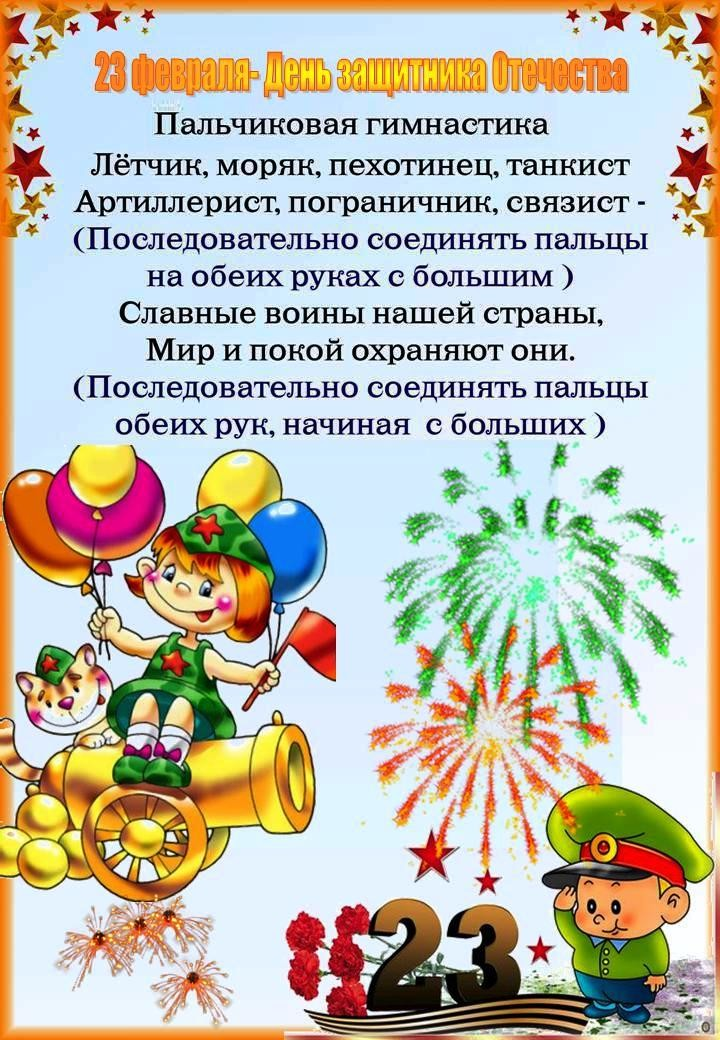 23 февраля- День защитника Отечества
Пальчиковая гимнастика
Лётчик, моряк, пехотинец, танкист
Артиллерист, пограничник, связист -
(Последовательно соединять пальцы
на обеих руках с большим )
Славные воины нашей страны,
Мир и покой охраняют они.
(Последовательно соединять пальцы
обеих рук, начиная с больших )
23